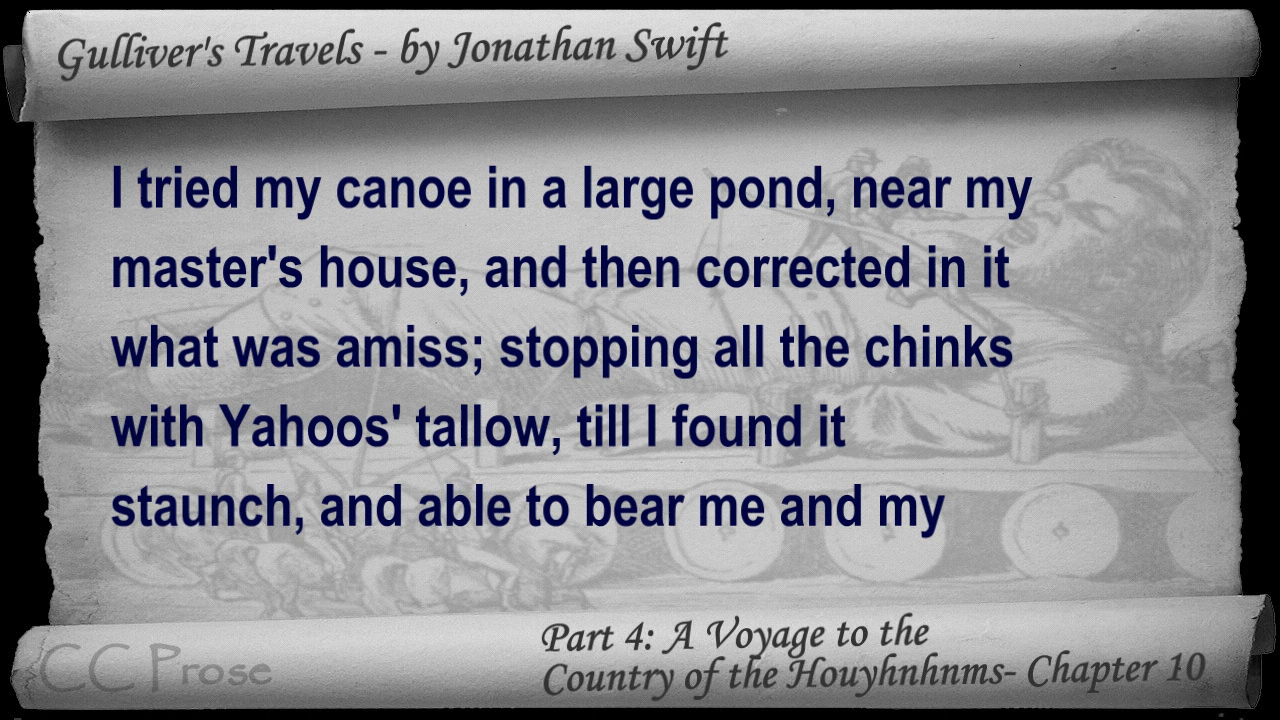 Gulliver's Travels - by Jonathan Swift
I tried my canoe in a large pond, near my
master's house, and then corrected in it
what was amiss; stopping all the chinks
with Yahoos' tallow, till I found it
staunch, and able to bear me and my
CC Prose
Part 4: A Voyage to the
Country of the Houyhnhnms- Chapter 10